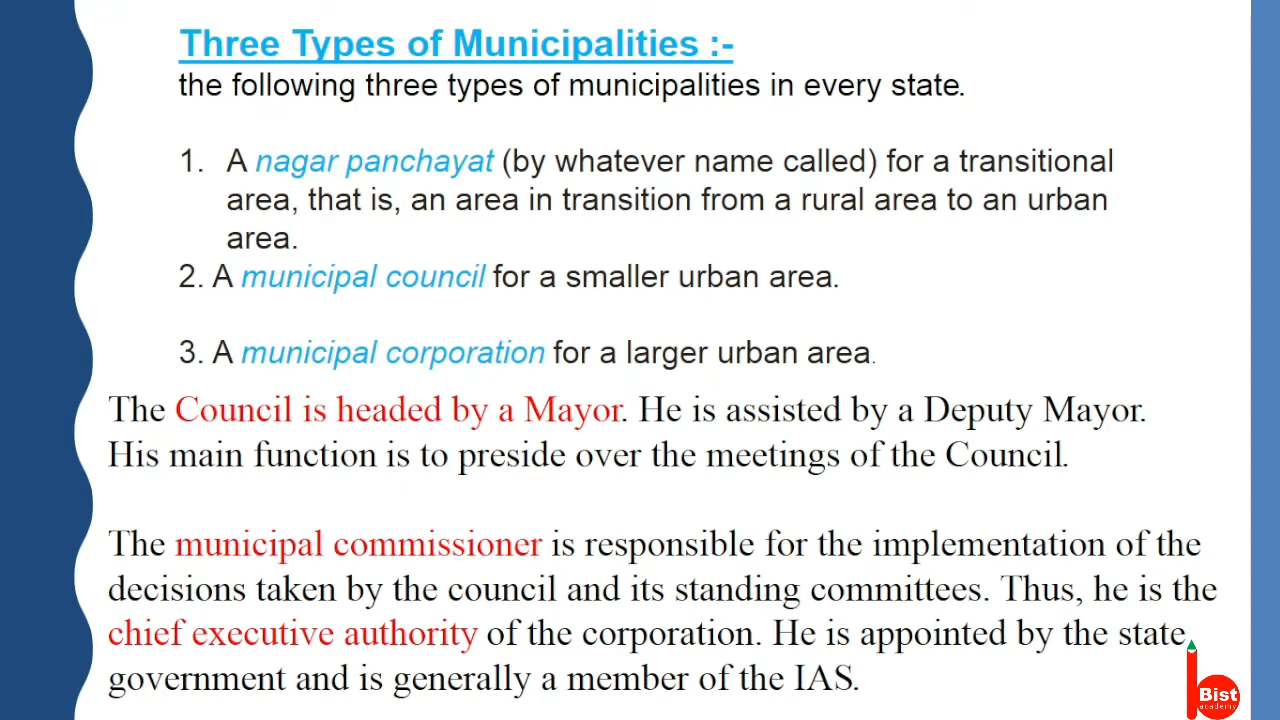 Three Types of Municipalities :-
the following three types of municipalities in every state.
1. A nagar panchayat (by whatever name called) for a transitional
area, that is, an area in transition from a rural area to an urban
area.
2. A municipal council for a smaller urban area.
3. A municipal corporation for a larger urban area.
The Council is headed by a Mayor. He is assisted by a Deputy Mayor.
His main function is to preside over the meetings of the Council.
The municipal commissioner is responsible for the implementation of the
decisions taken by the council and its standing committees. Thus, he is the
chief executive authority of the corporation. He is appointed by the state
government and is generally a member of the IAS.
Bist
academy